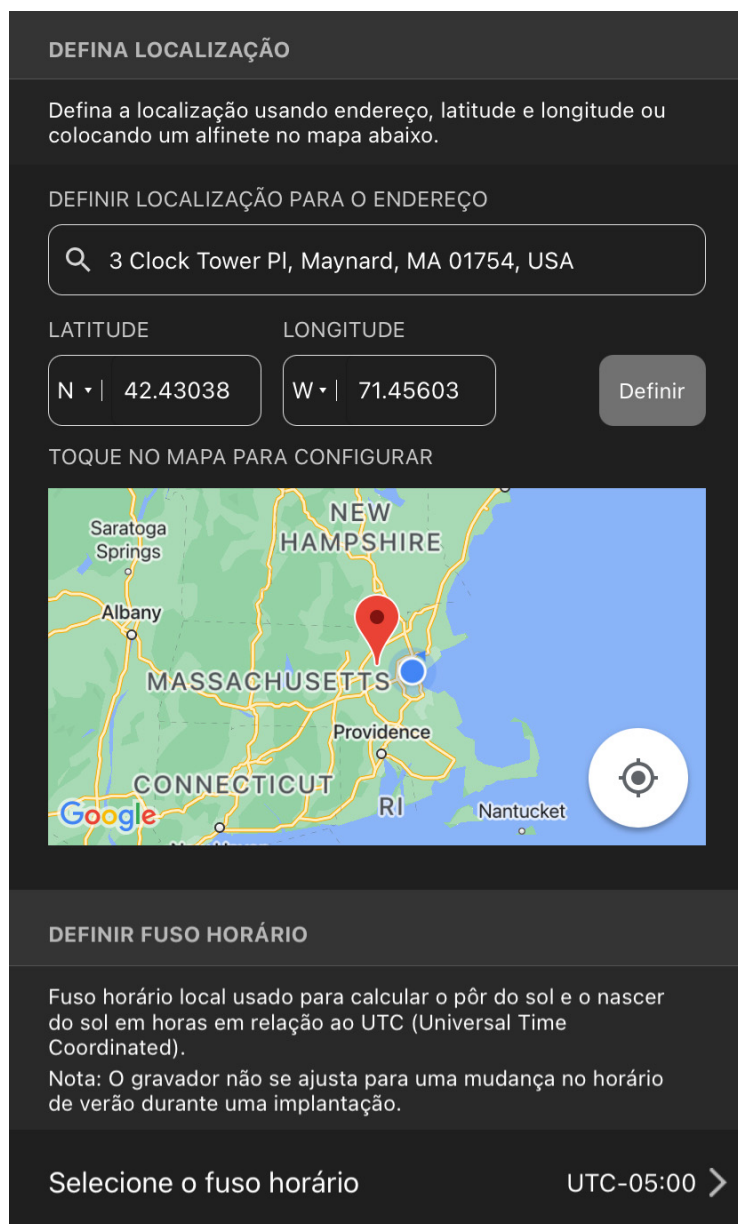 DEFINA LOCALIZAÇÃO
Defina a localização usando endereço, latitude e longitude ou
colocando um alfinete no mapa abaixo.
DEFINIR LOCALIZAÇÃO PARA O ENDEREÇO
3 Clock Tower Pl, Maynard, MA 01754, USA
LATITUDE LONGITUDE
N 42.43038 W 71.45603 Definir
TOQUE NO MAPA PARA CONFIGURAR
NEW
HAMPSHIRE
Saratoga
Springs
Albany
MASSACHUSETTS
Providence
CONNECTICUT
RI
Nantucket
Google
DEFINIR FUSO HORÁRIO
Fuso horário local usado para calcular o pôr do sol e o nascer
do sol em horas em relação ao UTC (Universal Time
Coordinated).
Nota: O gravador não se ajusta para uma mudança no horário
de verão durante uma implantação.
Selecione o fuso horário UTC-05:00